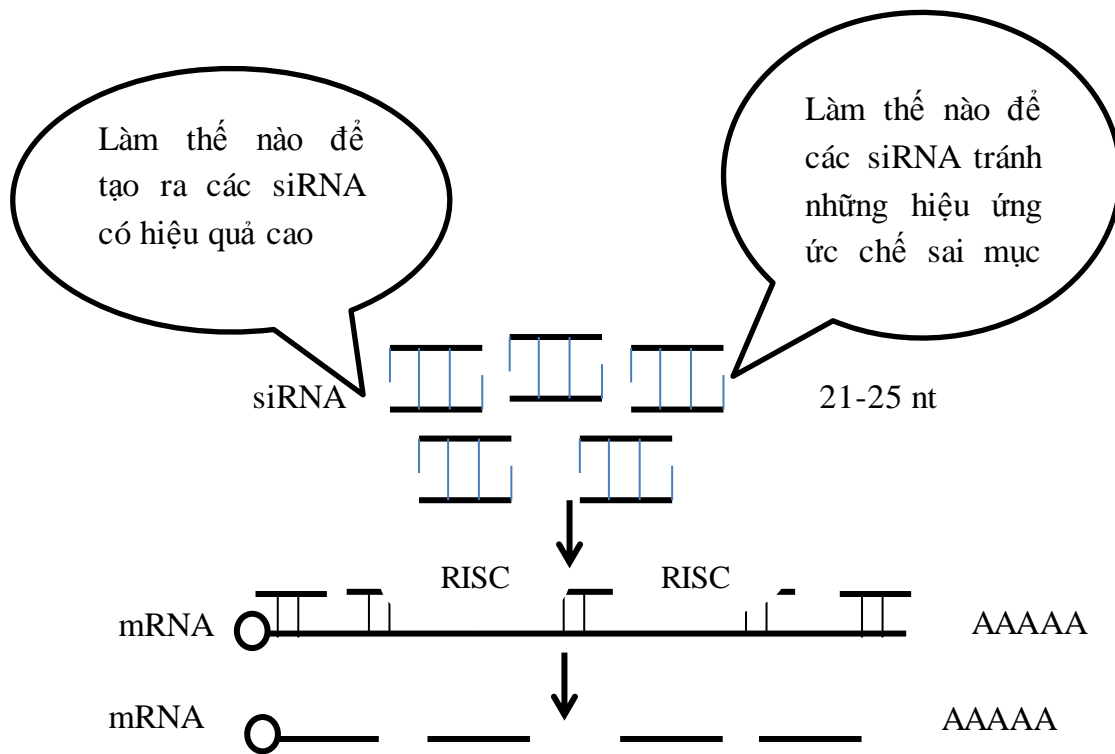 Làm thế nào để
tạo ra các siRNA
có hiệu quả cao
Làm thế nào để
các siRNA tránh
những hiệu ứng
ức chế sai mục
siRNA
21-25 nt
RISC
RISC
mRNA
AAAAA
mRNA
AAAAA